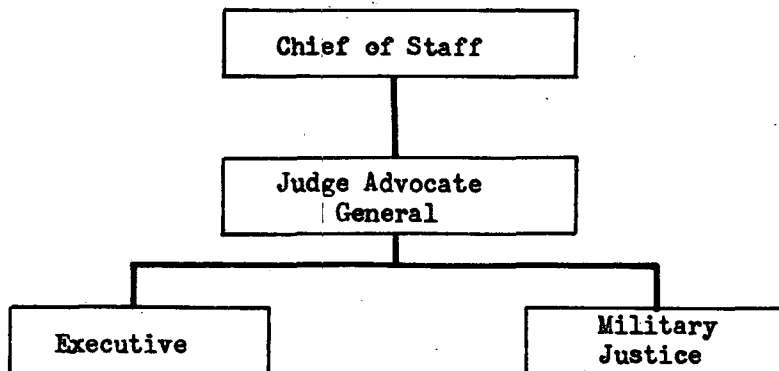 Chief of Staff
Judge Advocate
General
Executive
Military
Justice